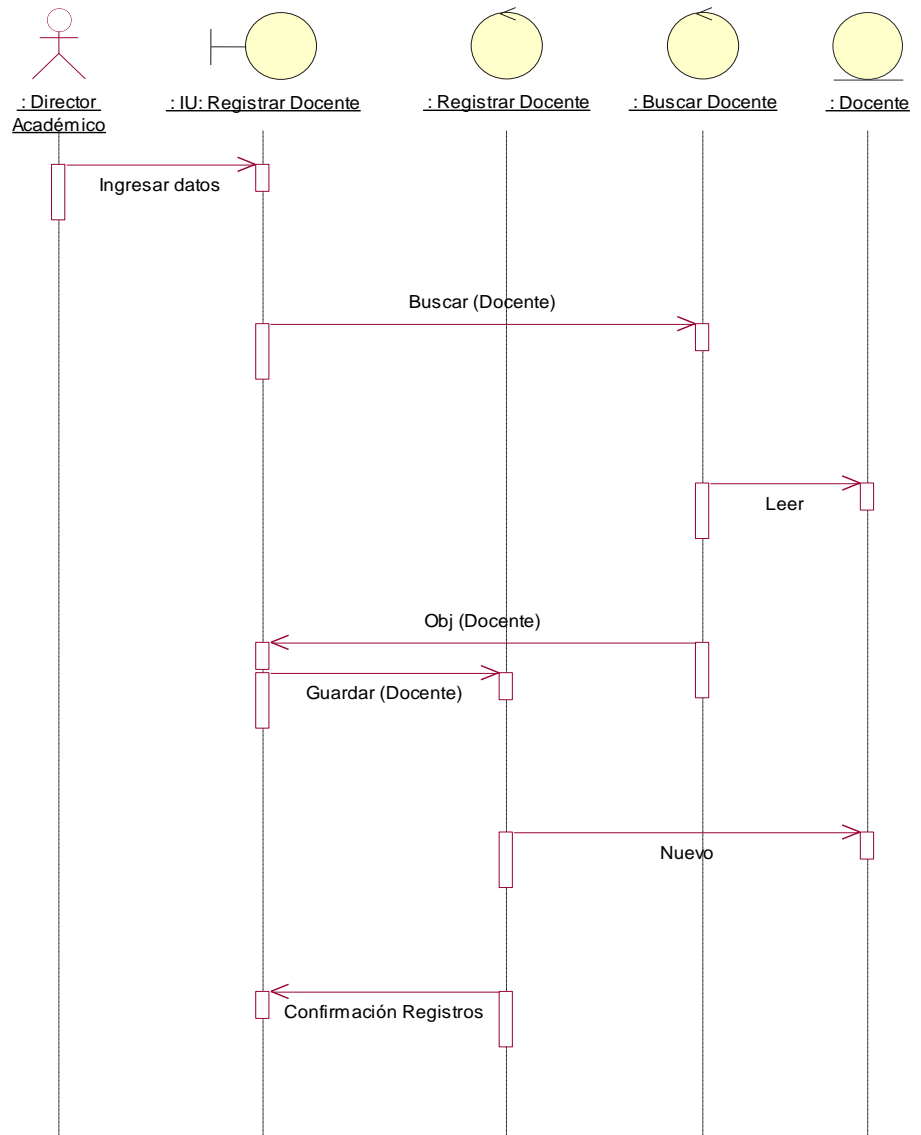 : Director
Académico
: IU: Registrar Docente
: Registrar Docente
: Buscar Docente
: Docente
Ingresar datos
Buscar (Docente)
Leer
Obj (Docente)
Guardar (Docente)
Nuevo
Confirmación Registros